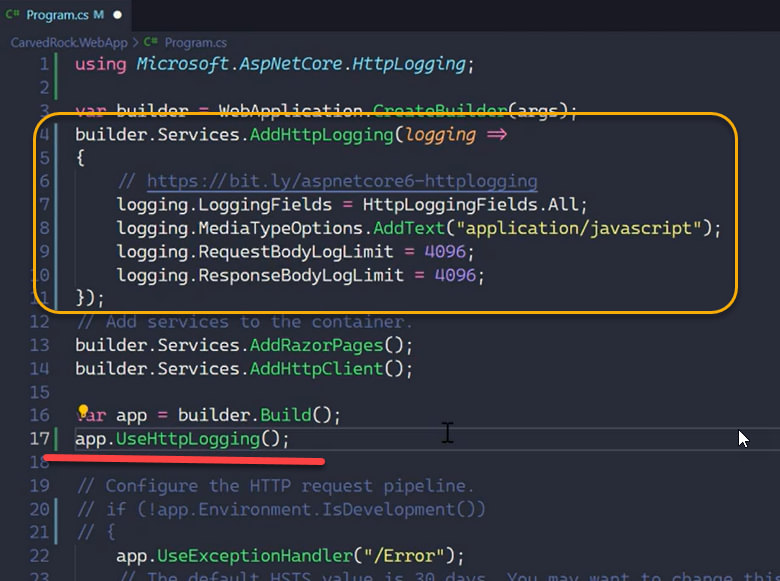 C# Program.cs M ●
CarvedRock.WebApp > C# Program.cs
1 using Microsoft.AspNetCore.HttpLogging;
2
3 var builder = WebApplication.CreateBuilder(args);
4 builder.Services.AddHttpLogging(logging =>
5 {
6 // https://bit.ly/aspnetcore6-httplogging
7 logging.LoggingFields = HttpLoggingFields.All;
8 logging.MediaTypeOptions.AddText("application/javascript");
9 logging.RequestBodyLogLimit = 4096;
10 logging.ResponseBodyLogLimit = 4096;
11 });
12 // Add services to the container.
13 builder.Services.AddRazorPages();
14 builder.Services.AddHttpClient();
15
16 var app = builder.Build();
17 app.UseHttpLogging();
18
19 // Configure the HTTP request pipeline.
20 // if (!app.Environment.IsDevelopment())
21 // {
22 app.UseExceptionHandler("/Error");
23 // The default HSTS value is 30 days. You may want to change this